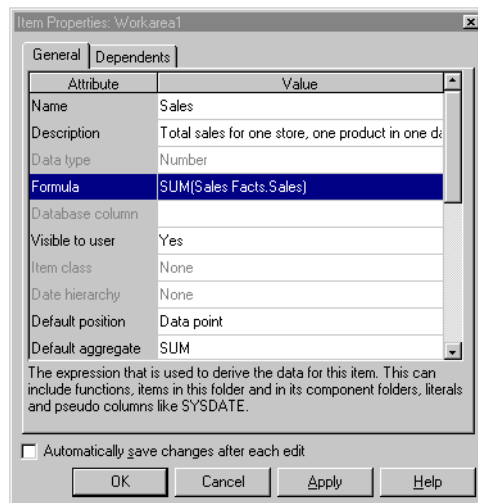 Item Properties: Workarea1
General Dependents
Attribute Value
Name Sales
Description Total sales for one store, one product in one da
Data type Number
Formula SUM(Sales Facts.Sales)
Database column
Visible to user Yes
Item class None
Date hierarchy None
Default position Data point
Default aggregate SUM
The expression that is used to derive the data for this item. This can
include functions, items in this folder and in its component folders, literals
and pseudo columns like SYSDATE.
Automatically save changes after each edit
OK Cancel Apply Help